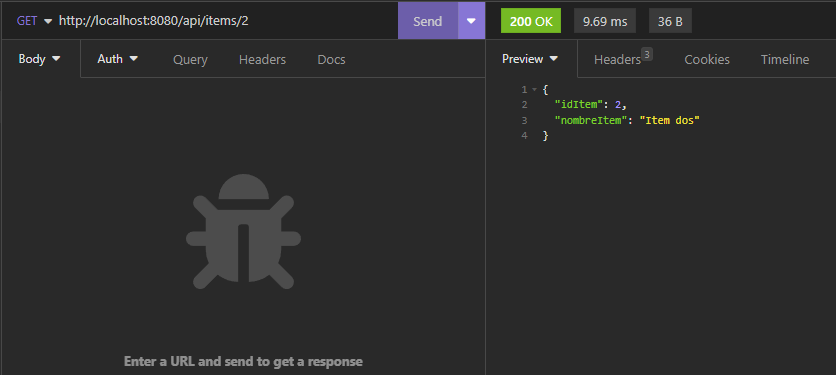 GET http://localhost:8080/api/items/2 Send
200 OK 9.69 ms 36 B
Body Auth Query Headers Docs
Preview Headers 3 Cookies Timeline
1 {
2 "idItem": 2,
3 "nombreItem": "Item dos"
4 }
Enter a URL and send to get a response